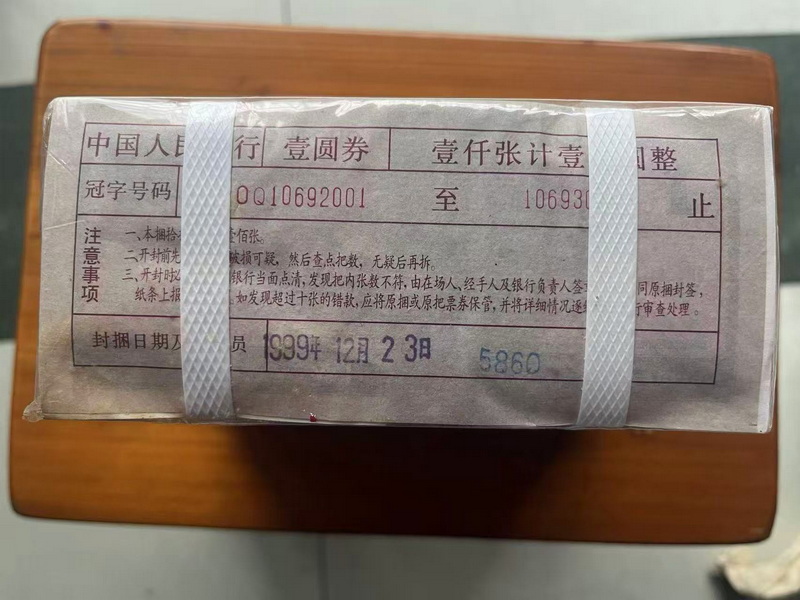 中国人民 行 壹圆券 壹仟张计壹 圆整
冠字号码 OQ10692001 至 106930 止
注意事项
一、本捆拾 壹佰张。
二、开封前先 破损可疑，然后查点把数，无疑后再拆。
三、开封时 银行当面点清，发现把内张数不符，由在场人、经手人及银行负责人签 同原捆封签，
纸条上报 如发现超过十张的错款，应将原捆或原把票券保管，并将详细情况逐 行审查处理。
封捆日期及 员 1999年 12月 23日 5860